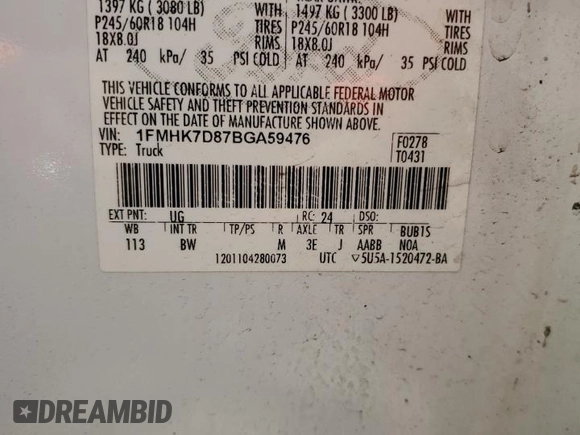 1397 KG ( 3080 LB) WITH 1497 KG ( 3300 LB) WITH
P245/60R18 104H TIRES P245/60R18 104H TIRES
18X8.0J RIMS 18X8.0J RIMS
AT 240 kPa/ 35 PSI COLD AT 240 kPa/ 35 PSI COLD
THIS VEHICLE CONFORMS TO ALL APPLICABLE FEDERAL MOTOR
VEHICLE SAFETY AND THEFT PREVENTION STANDARDS IN
EFFECT ON THE DATE OF MANUFACTURE SHOWN ABOVE.
VIN: 1FMHK7D87BGA59476 F0278
TYPE: Truck T0431
EXT PNT: UG RC: 24 DSO:
WB INT TR TP/PS R AXLE TR SPR BUB1S
113 BW M 3E J AABB N0A
1201104280073 UTC ▽5U5A-1520472-BA
DREAMBID